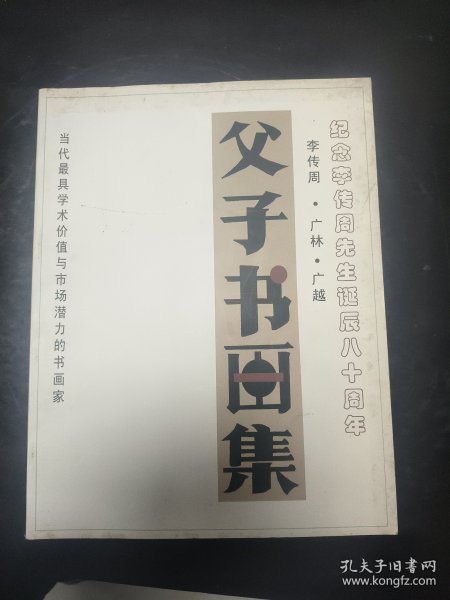 纪念李传周先生诞辰八十周年
李传周·广林·广越
父子书画集
当代最具学术价值与市场潜力的书画家
孔夫子旧书网
www.kongfz.com